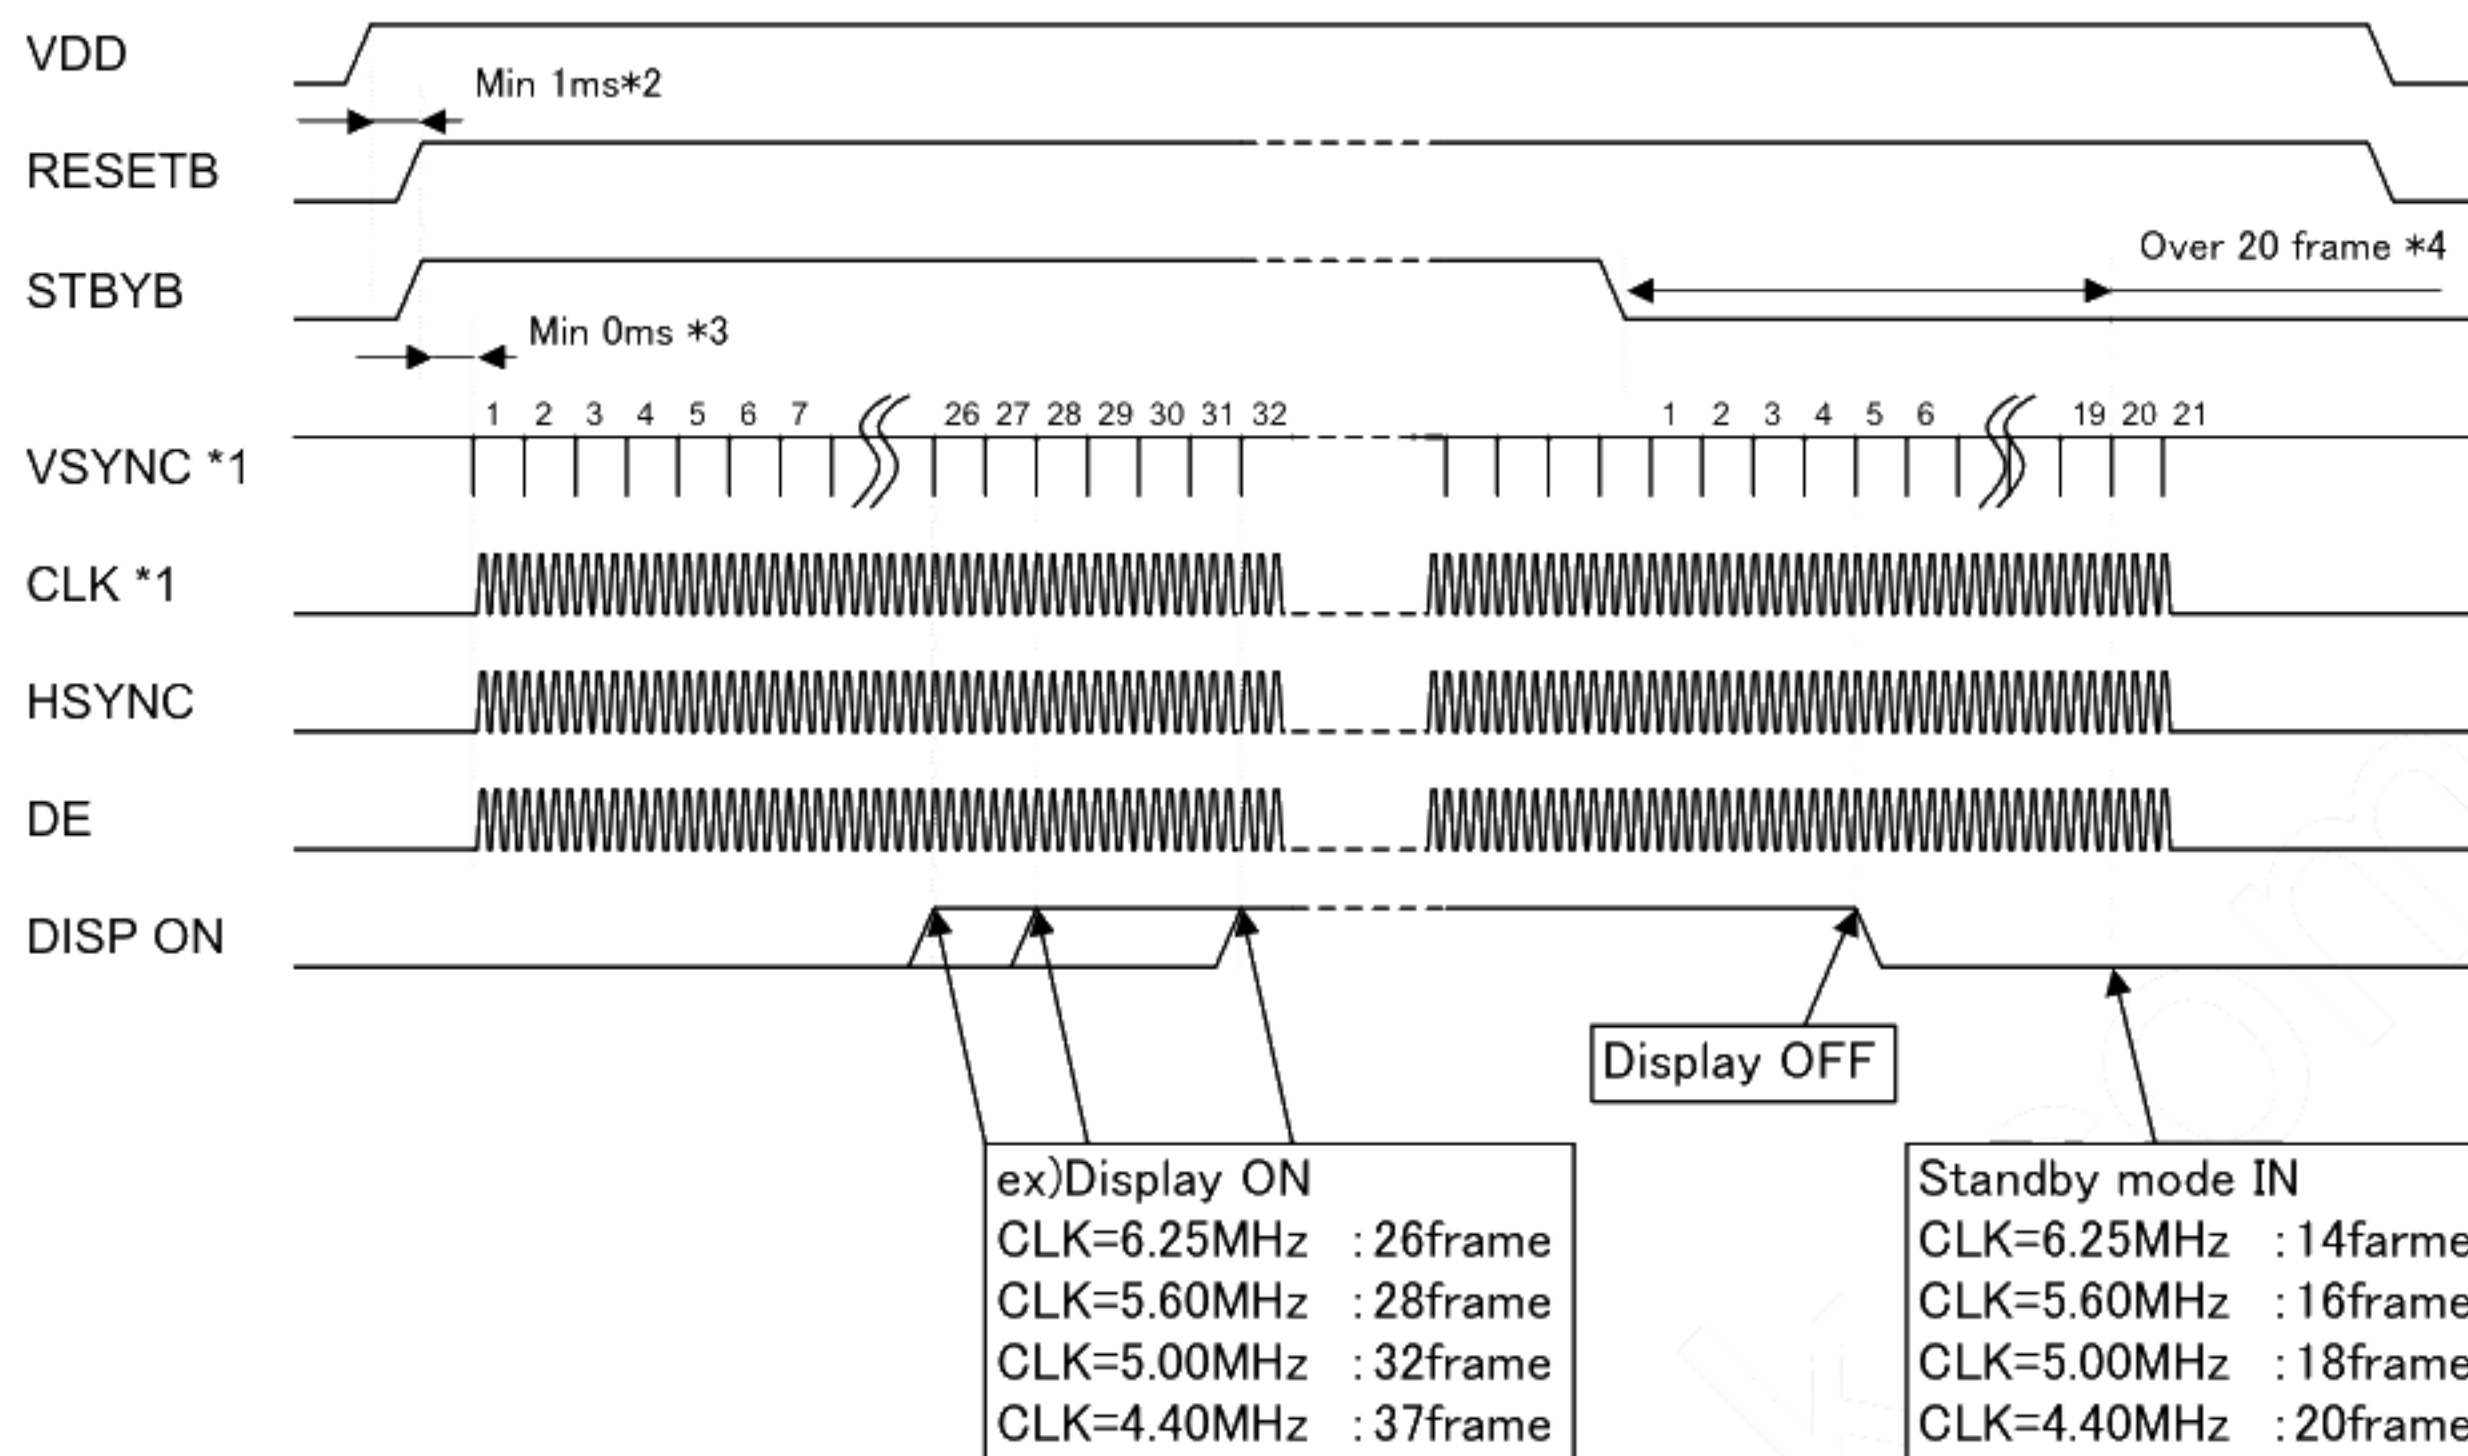 VDD
Min 1ms*2
RESETB
Over 20 frame *4
STBYB
Min 0ms *3
1 2 3 4 5 6 7 26 27 28 29 30 31 32 1 2 3 4 5 6 19 20 21
VSYNC *1
CLK *1
HSYNC
DE
DISP ON
Display OFF
ex)Display ON
CLK=6.25MHz :26frame
CLK=5.60MHz :28frame
CLK=5.00MHz :32frame
CLK=4.40MHz :37frame
Standby mode IN
CLK=6.25MHz :14farme
CLK=5.60MHz :16frame
CLK=5.00MHz :18frame
CLK=4.40MHz :20frame